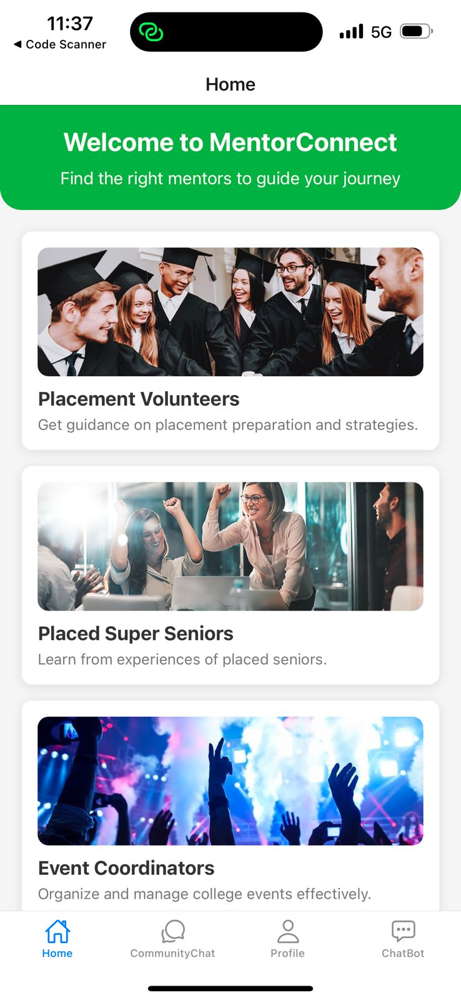 11:37
5G
◀ Code Scanner
Home
Welcome to MentorConnect
Find the right mentors to guide your journey
Placement Volunteers
Get guidance on placement preparation and strategies.
Placed Super Seniors
Learn from experiences of placed seniors.
Event Coordinators
Organize and manage college events effectively.
Home
CommunityChat
Profile
ChatBot